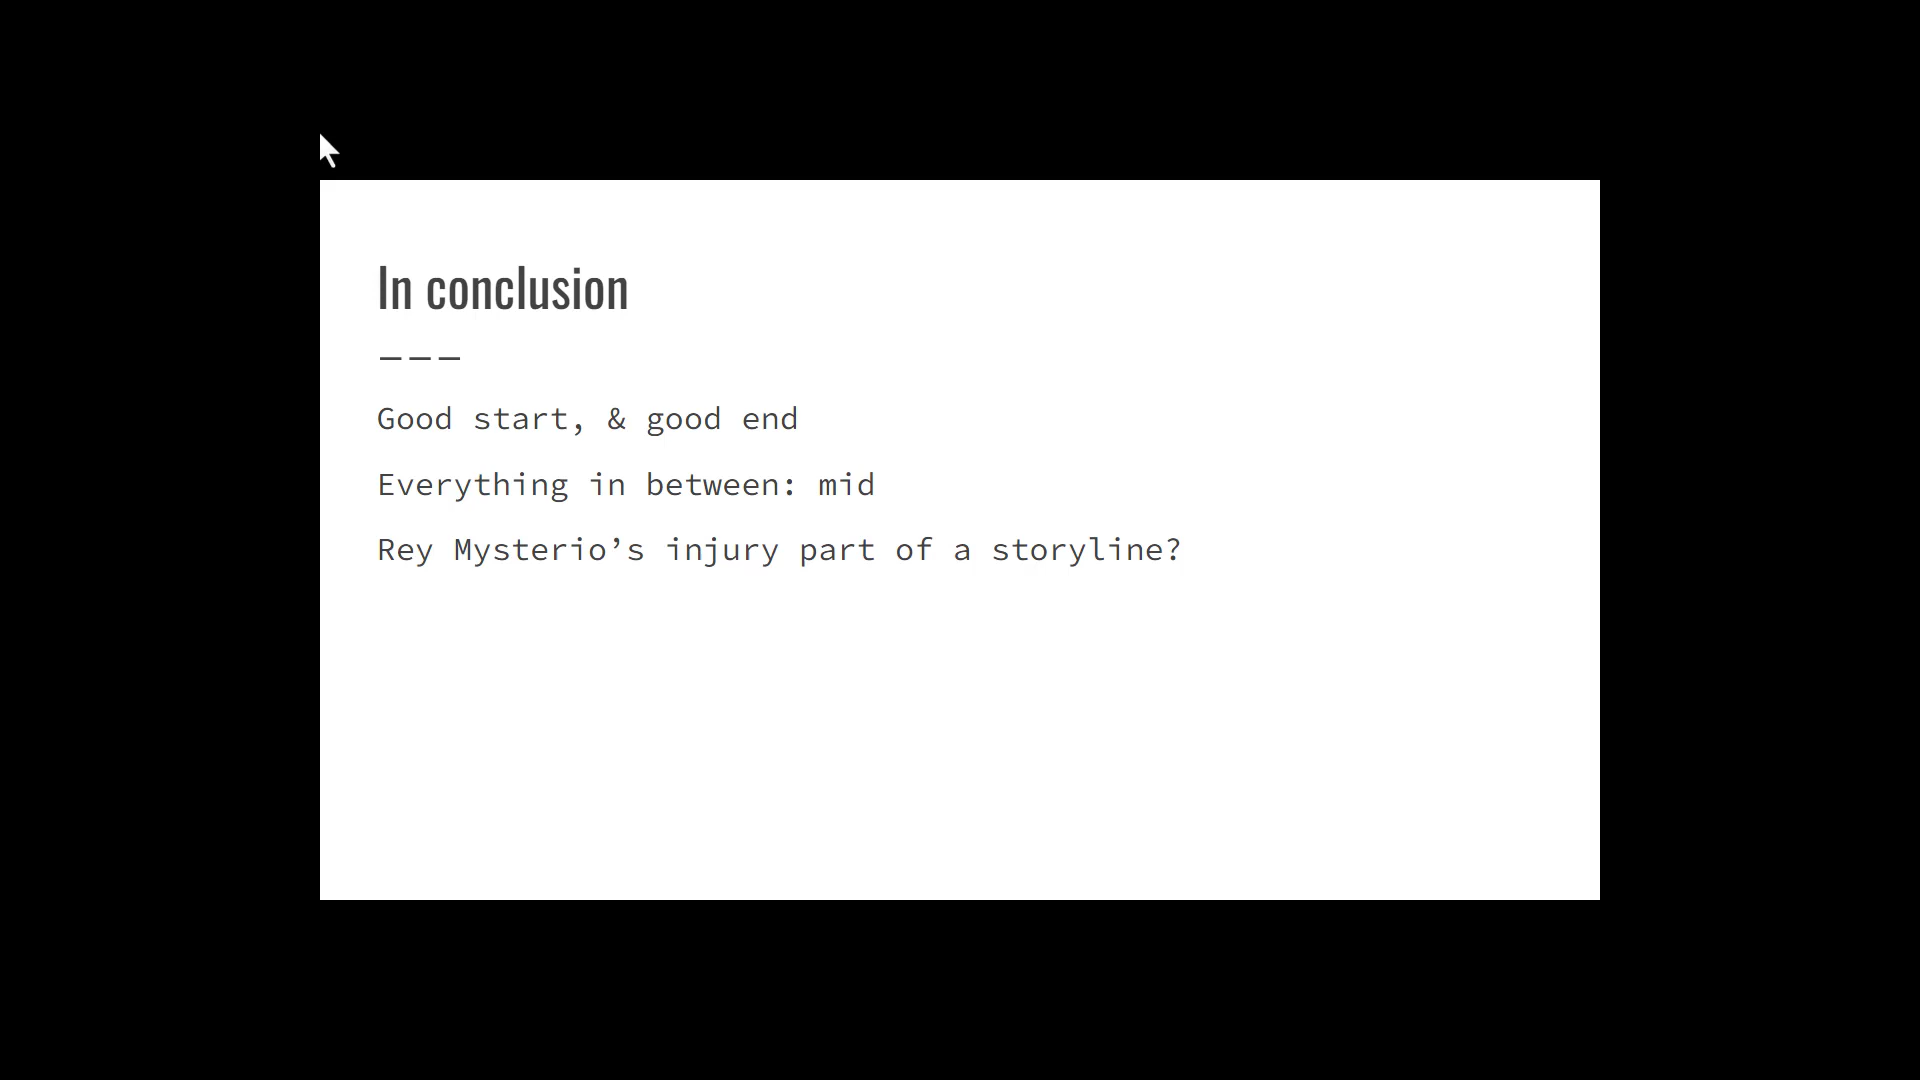 In conclusion
———
Good start, & good end
Everything in between: mid
Rey Mysterio’s injury part of a storyline?